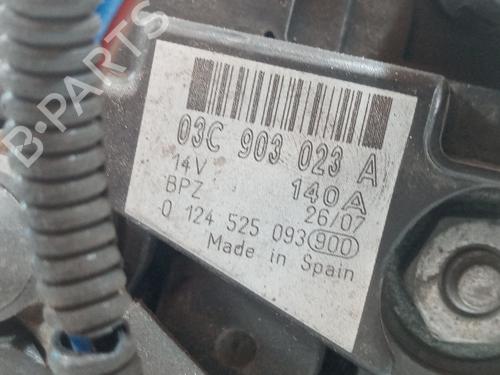 03C 903 023 A
14V 140A
BPZ 26/07
0 124 525 093 900
Made in Spain
B-PARTS